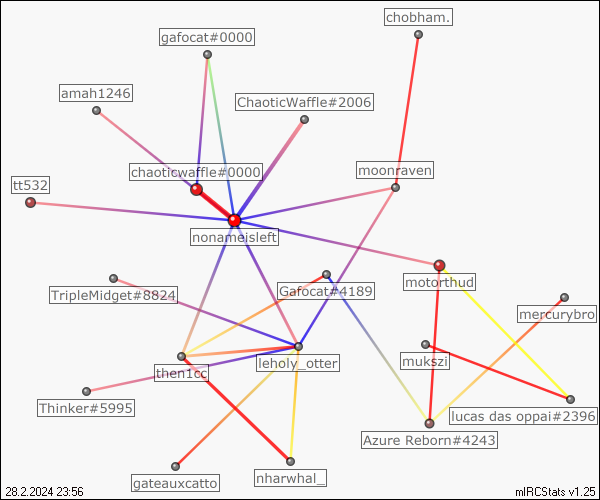 chobham.
gafocat#0000
amah1246
ChaoticWaffle#2006
chaoticwaffle#0000
moonraven
tt532
nonameisleft
motorthud
Gafocat#4189
TripleMidget#8824
mercurybro
mukszi
leholy_otter
then1cc
Thinker#5995
lucas das oppai#2396
Azure Reborn#4243
nharwhal_
gateauxcatto
28.2.2024 23:56
mIRCStats v1.25